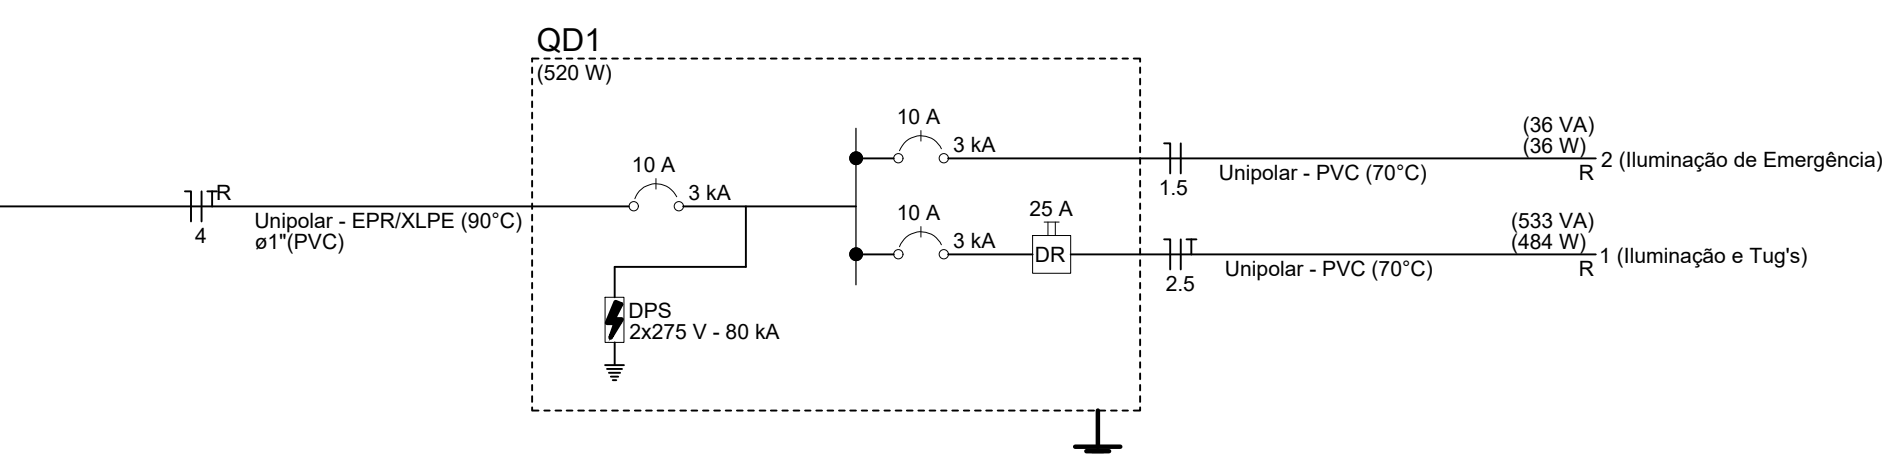 QD1
(520 W)
10 A
3 kA
(36 VA)
(36 W)
2 (Iluminação de Emergência)
R
1.5
Unipolar - PVC (70°C)
10 A
3 kA
R
4
Unipolar - EPR/XLPE (90°C)
ø1"(PVC)
10 A
3 kA
25 A
DR
(533 VA)
(484 W)
1 (Iluminação e Tug's)
R
2.5
Unipolar - PVC (70°C)
DPS
2x275 V - 80 kA